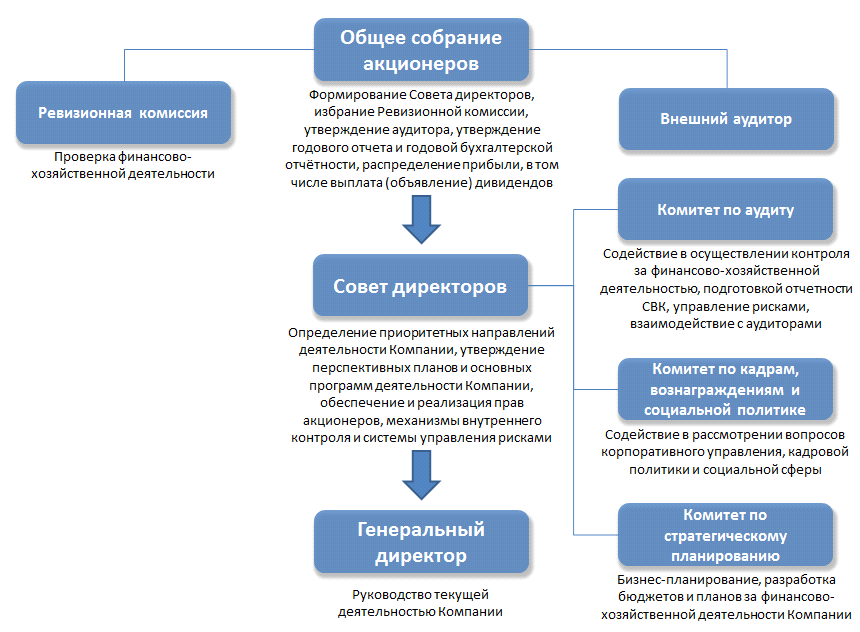 Общее собрание
акционеров
Формирование Совета директоров,
избрание Ревизионной комиссии,
утверждение аудитора, утверждение
годового отчета и годовой бухгалтерской
отчётности, распределение прибыли, в том
числе выплата (объявление) дивидендов
Ревизионная комиссия
Проверка финансово-
хозяйственной деятельности
Внешний аудитор
Совет директоров
Определение приоритетных направлений
деятельности Компании, утверждение
перспективных планов и основных
программ деятельности Компании,
обеспечение и реализация прав
акционеров, механизмы внутреннего
контроля и системы управления рисками
Комитет по аудиту
Содействие в осуществлении контроля
за финансово-хозяйственной
деятельностью, подготовкой отчетности
СВК, управление рисками,
взаимодействие с аудиторами
Комитет по кадрам,
вознаграждениям и
социальной политике
Содействие в рассмотрении вопросов
корпоративного управления, кадровой
политики и социальной сферы
Комитет по
стратегическому
планированию
Бизнес-планирование, разработка
бюджетов и планов за финансово-
хозяйственной деятельности Компании
Генеральный
директор
Руководство текущей
деятельностью Компании